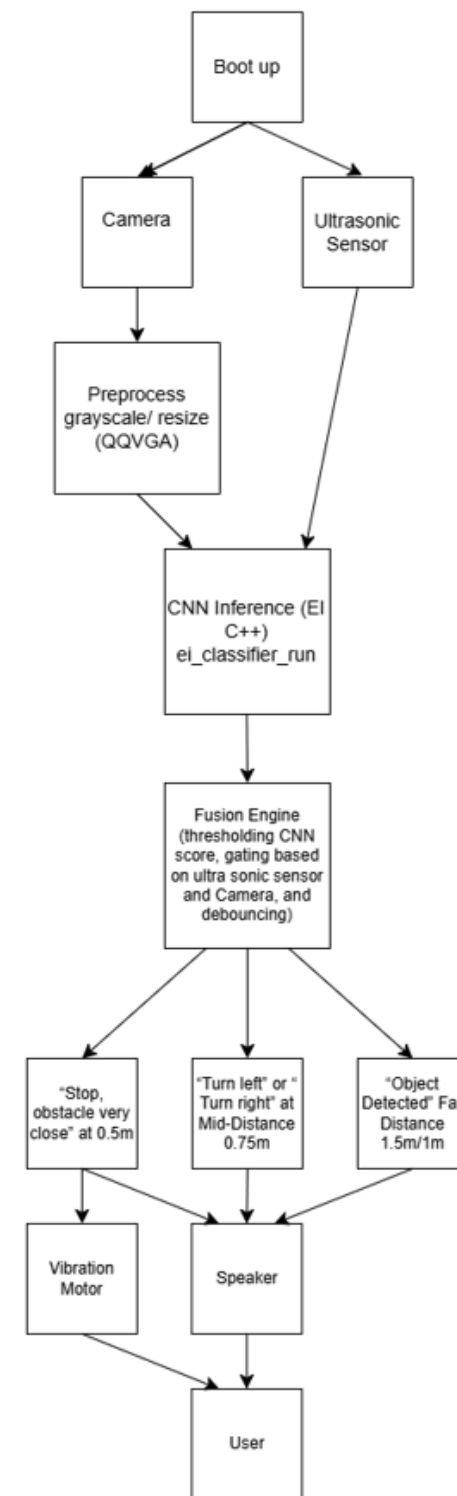 Boot up
Camera
Ultrasonic
Sensor
Preprocess
grayscale/ resize
(QQVGA)
CNN Inference (EI
C++)
ei_classifier_run
Fusion Engine
(thresholding CNN
score, gating based
on ultra sonic sensor
and Camera, and
debouncing)
“Stop,
obstacle very
close” at 0.5m
“Turn left” or “
Turn right” at
Mid-Distance
0.75m
“Object
Detected” Fa
Distance
1.5m/1m
Vibration
Motor
Speaker
User